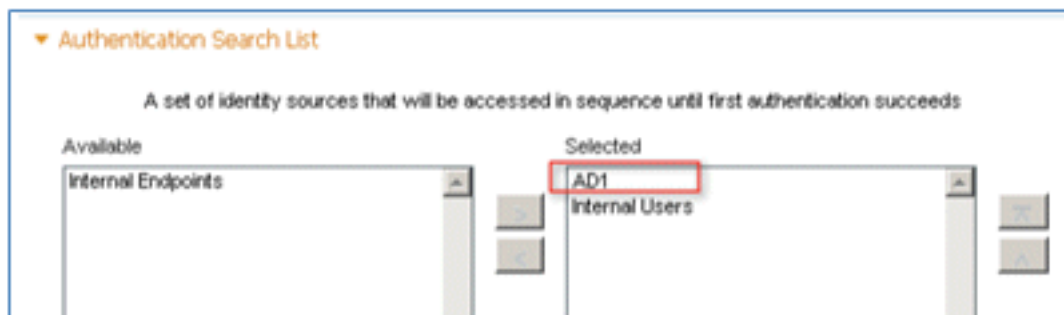 Authentication Search List
A set of identity sources that will be accessed in sequence until first authentication succeeds
Available
Selected
Internal Endpoints
AD1
Internal Users
>
<